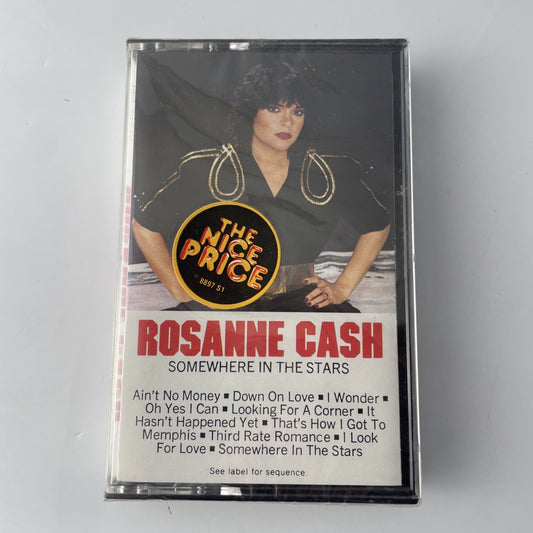 THE
NICE
PRICE
8697 S1
ROSANNE CASH
SOMEWHERE IN THE STARS
Ain't No Money ■ Down On Love ■ I Wonder ■
Oh Yes I Can ■ Looking For A Corner ■ It
Hasn't Happened Yet ■ That's How I Got To
Memphis ■ Third Rate Romance ■ I Look
For Love ■ Somewhere In The Stars
See label for sequence.